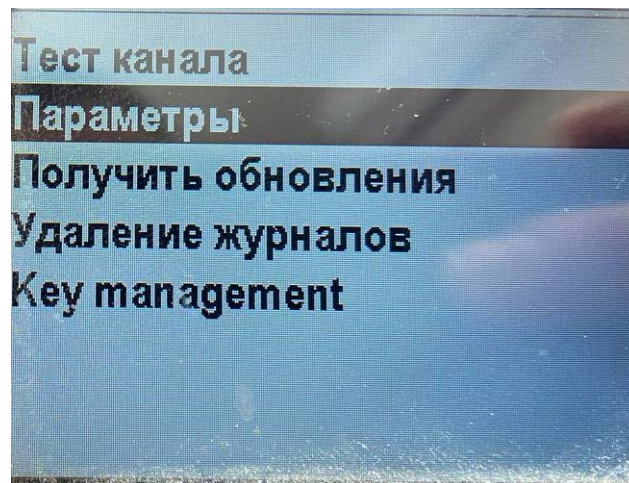 Тест канала
Параметры
Получить обновления
Удаление журналов
Key management